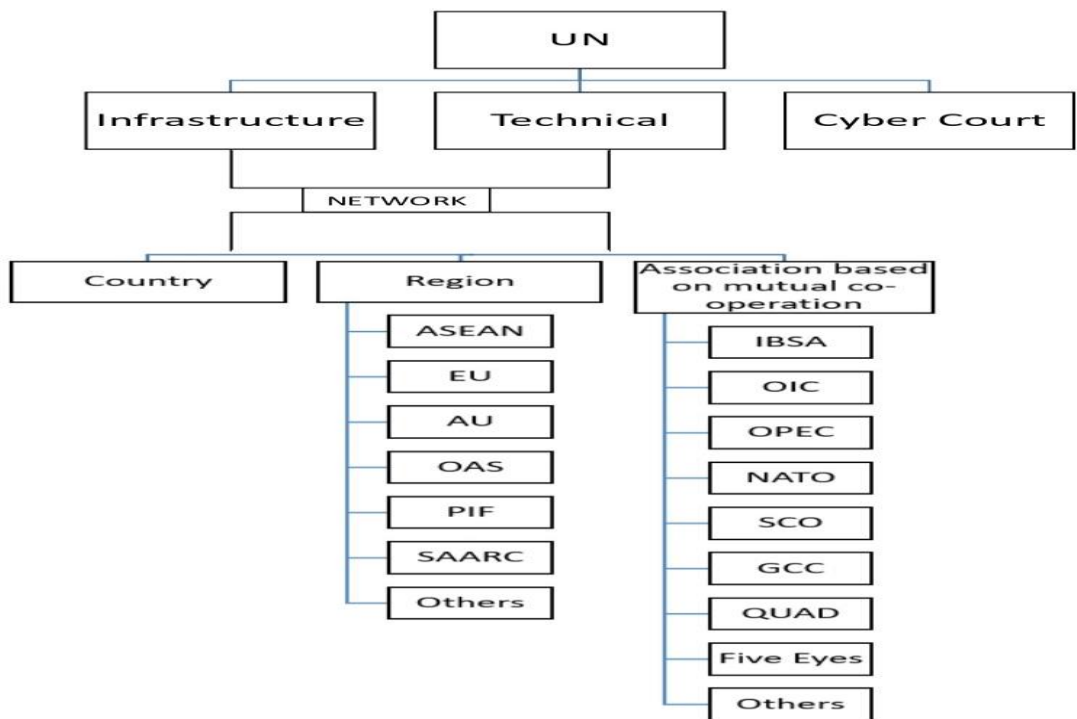 UN
Infrastructure
Technical
Cyber Court
NETWORK
Country
Region
Association based
on mutual co-
operation
ASEAN
EU
AU
OAS
PIF
SAARC
Others
IBSA
OIC
OPEC
NATO
SCO
GCC
QUAD
Five Eyes
Others